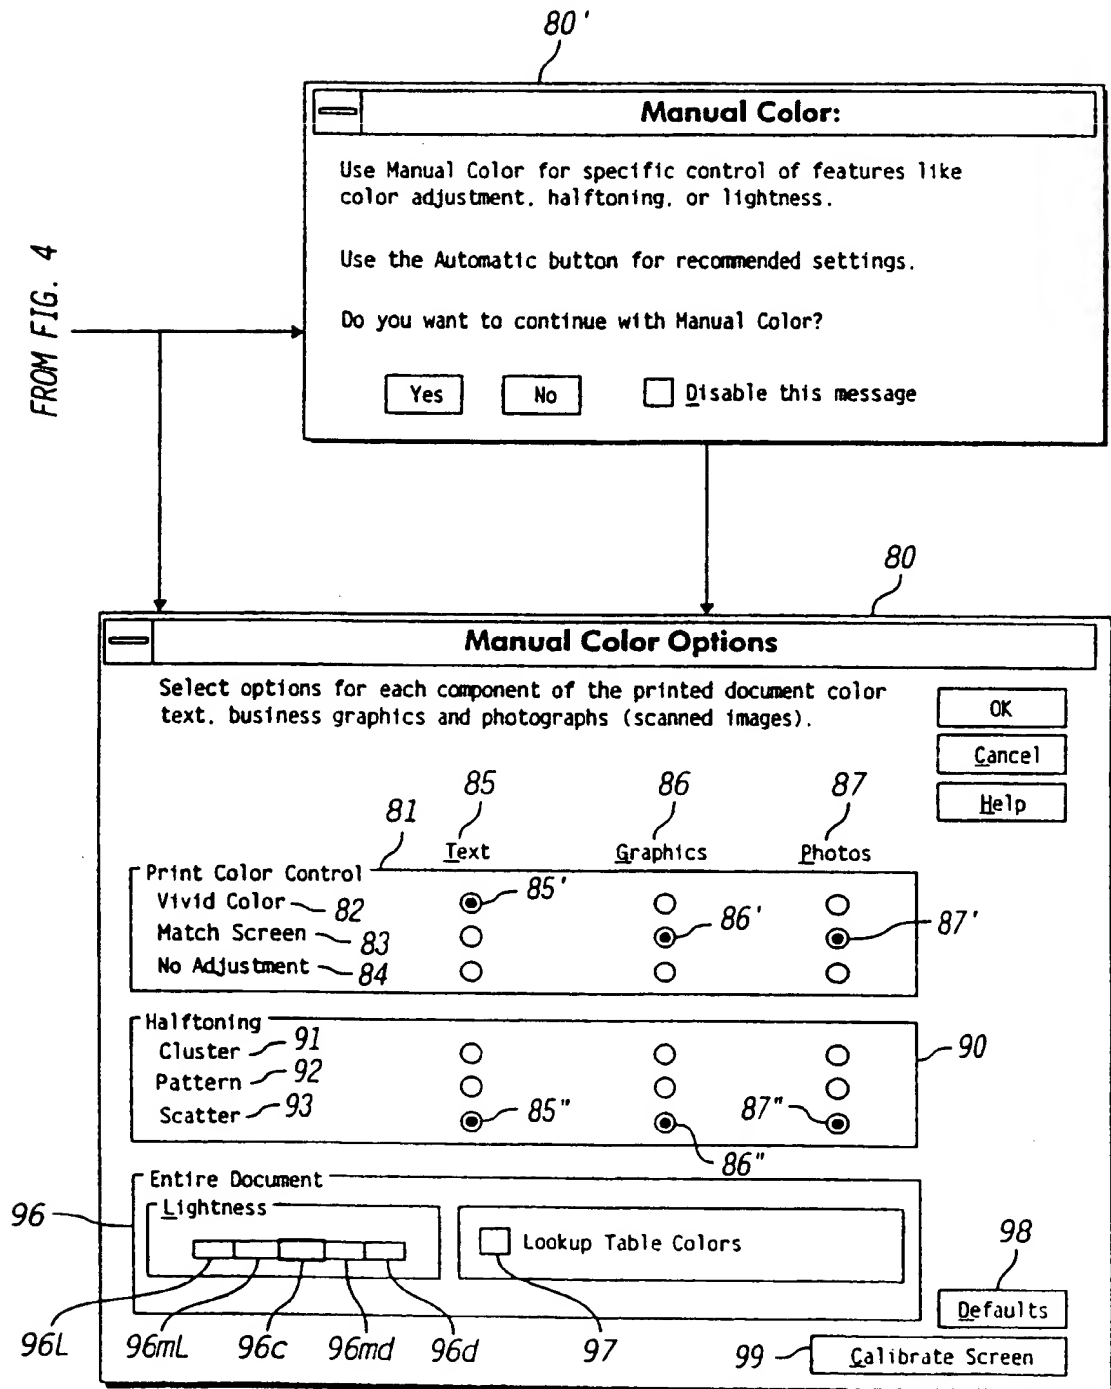 80'
Manual Color:
Use Manual Color for specific control of features like
color adjustment, halftoning, or lightness.
Use the Automatic button for recommended settings.
Do you want to continue with Manual Color?
Yes No Disable this message
FROM FIG. 4
80
Manual Color Options
Select options for each component of the printed document color
text, business graphics and photographs (scanned images).
OK
Cancel
Help
81 85 86 87
Text Graphics Photos
Print Color Control
Vivid Color 82 85'
Match Screen 83 86' 87'
No Adjustment 84
Halftoning
Cluster 91 90
Pattern 92
Scatter 93 85" 86" 87"
Entire Document
96 Lightness
Lookup Table Colors
98
Defaults
96L 96mL 96c 96md 96d 97
99 Calibrate Screen